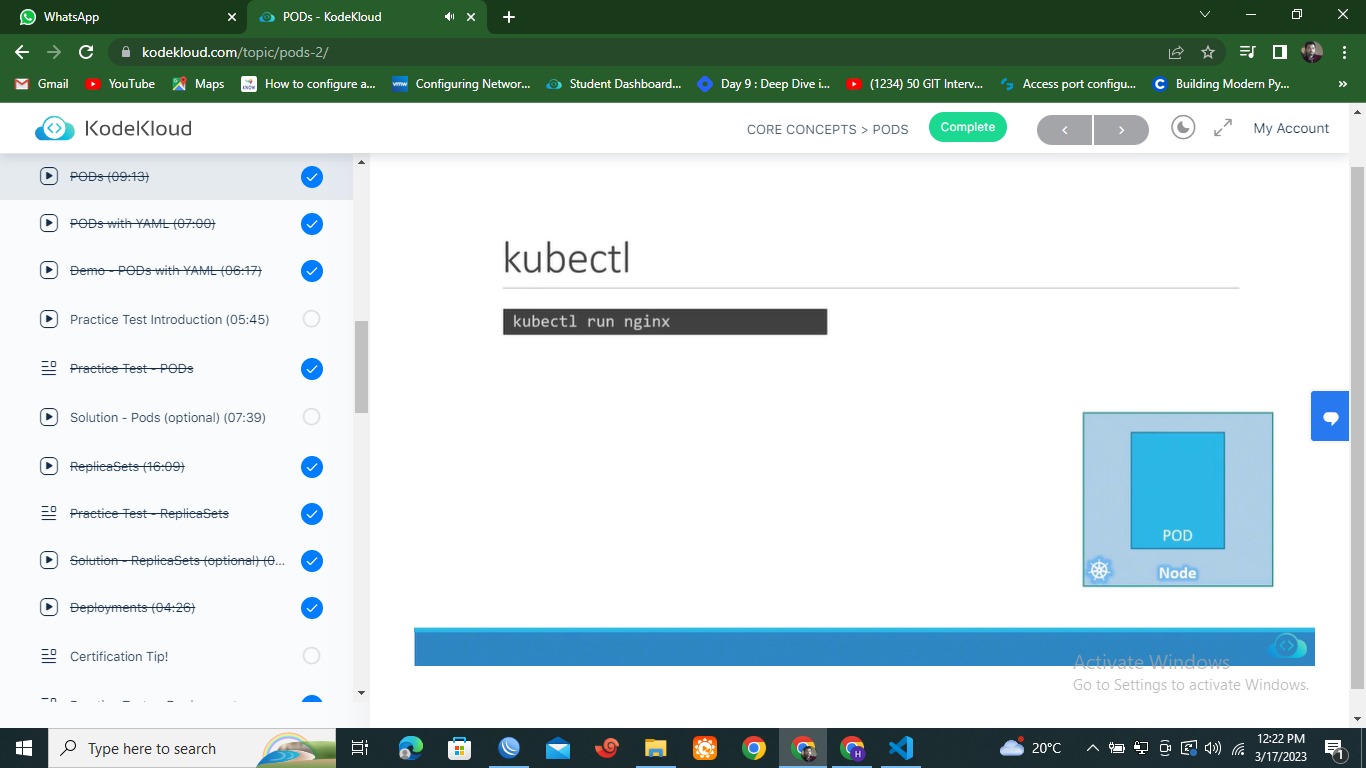 WhatsApp
PODs - KodeKloud
kodekloud.com/topic/pods-2/
Gmail
YouTube
Maps
How to configure a...
Configuring Networ...
Student Dashboard...
Day 9 : Deep Dive i...
(1234) 50 GIT Interv...
Access port configu...
Building Modern Py...
»
KodeKloud
CORE CONCEPTS > PODS
Complete
My Account
PODs (09:13)
PODs with YAML (07:00)
Demo - PODs with YAML (06:17)
Practice Test Introduction (05:45)
Practice Test - PODs
Solution - Pods (optional) (07:39)
ReplicaSets (16:09)
Practice Test - ReplicaSets
Solution - ReplicaSets (optional) (0...
Deployments (04:26)
Certification Tip!
kubectl
kubectl run nginx
POD
Node
Activate Windows
Go to Settings to activate Windows.
Type here to search
20°C
12:22 PM
3/17/2023
1